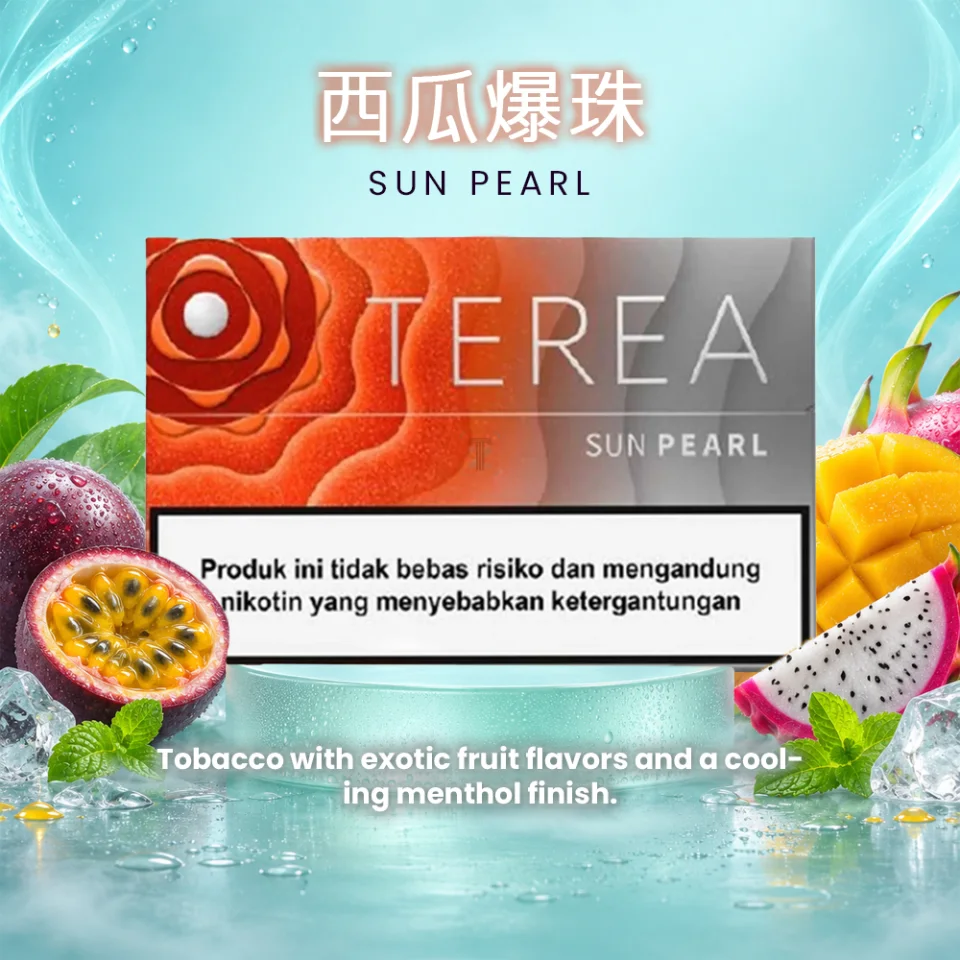 西瓜爆珠
SUN PEARL
TEREA
SUN PEARL
Produk ini tidak bebas risiko dan mengandung
nikotin yang menyebabkan ketergantungan
Tobacco with exotic fruit flavors and a cool-
ing menthol finish.